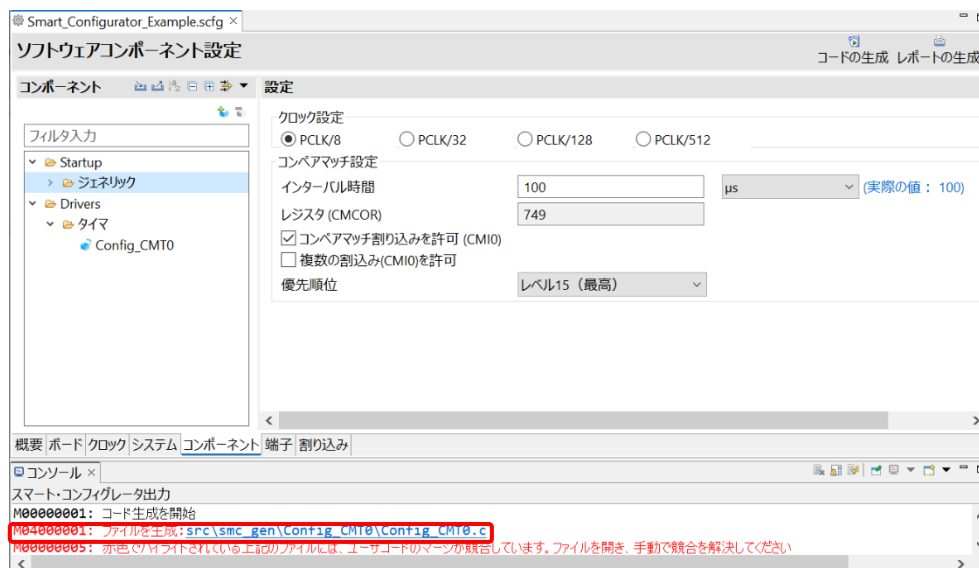 Smart_Configurator_Example.scfg
ソフトウェアコンポーネント設定
コードの生成 レポートの生成
コンポーネント
設定
フィルタ入力
Startup
ジェネリック
Drivers
タイマ
Config_CMT0
クロック設定
PCLK/8 PCLK/32 PCLK/128 PCLK/512
コンペアマッチ設定
インターバル時間 100 µs (実際の値： 100)
レジスタ (CMCOR) 749
コンペアマッチ割り込みを許可 (CMI0)
複数の割込み(CMI0)を許可
優先順位 レベル15（最高）
概要 ボード クロック システム コンポーネント 端子 割り込み
コンソール
スマート・コンフィグレータ出力
M00000001: コード生成を開始
M04000001: ファイルを生成:src\smc_gen\Config_CMT0\Config_CMT0.c
M00000005: 赤色でハイライトされている上記のファイルには、ユーザコードのマージが競合しています。ファイルを開き、手動で競合を解決してください